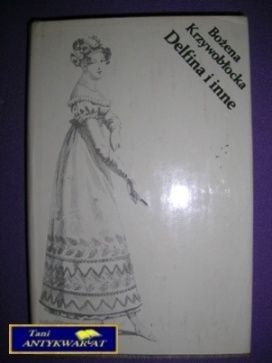 Bożena
Krzywobłocka
Delfina i inne
Tani
ANTYKWARIAT